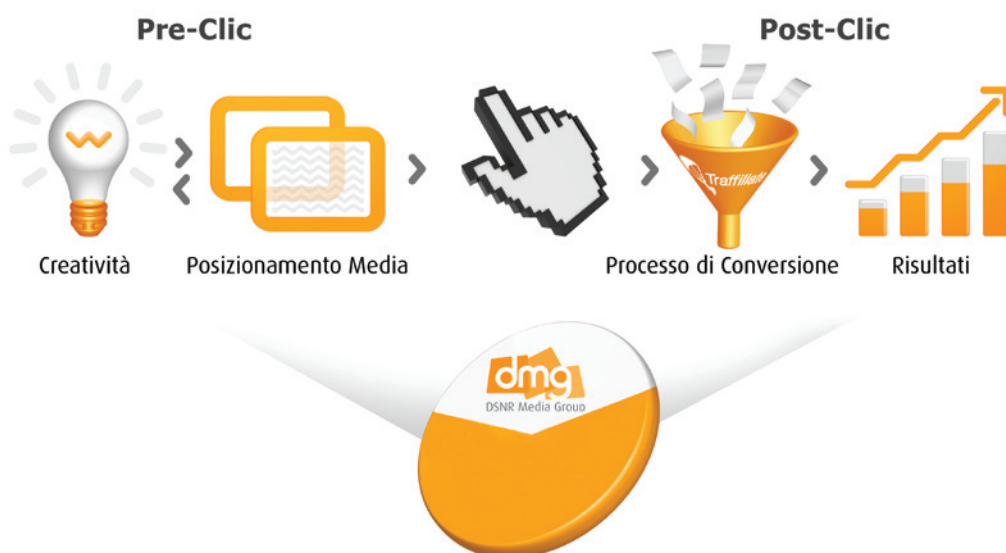 Pre-Clic
Post-Clic
Traffiliate
Creatività
Posizionamento Media
Processo di Conversione
Risultati
dmg
DSNR Media Group